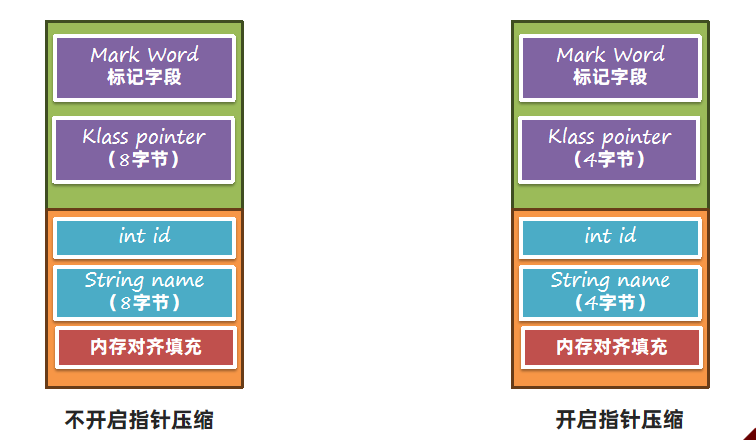 Mark Word
标记字段
Klass pointer
（8字节）
int id
String name
（8字节）
内存对齐填充
不开启指针压缩
Mark Word
标记字段
Klass pointer
（4字节）
int id
String name
（4字节）
内存对齐填充
开启指针压缩